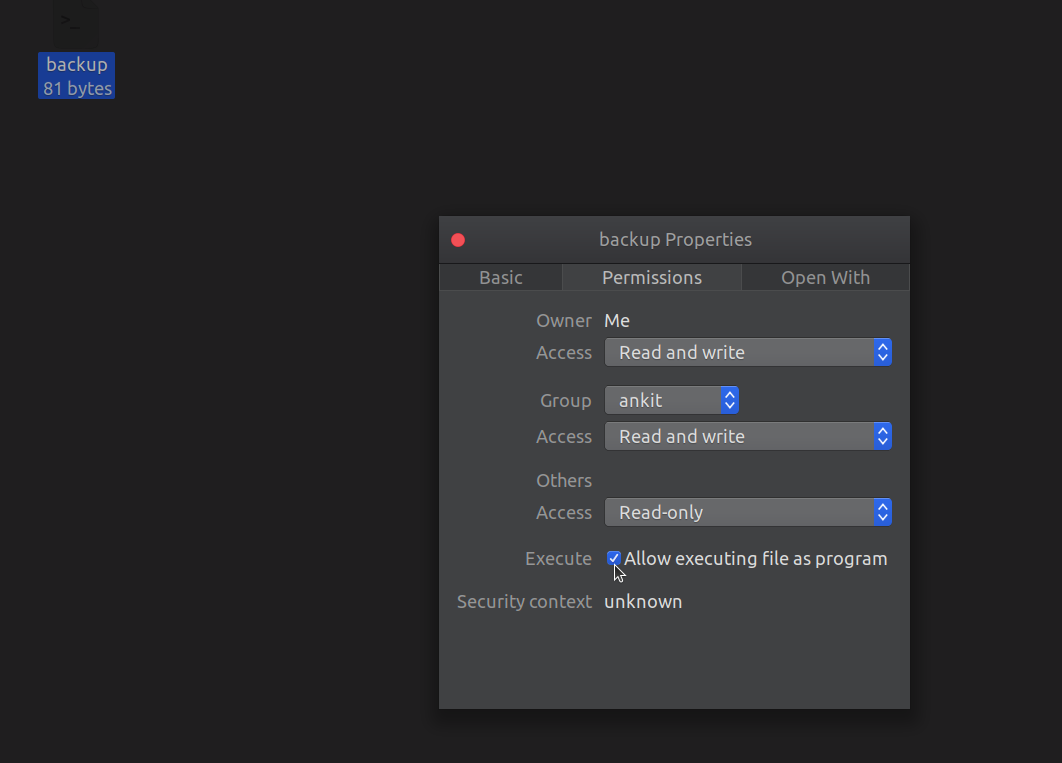 >_
backup
81 bytes
backup Properties
Basic Permissions Open With
Owner Me
Access Read and write
Group ankit
Access Read and write
Others
Access Read-only
Execute Allow executing file as program
Security context unknown